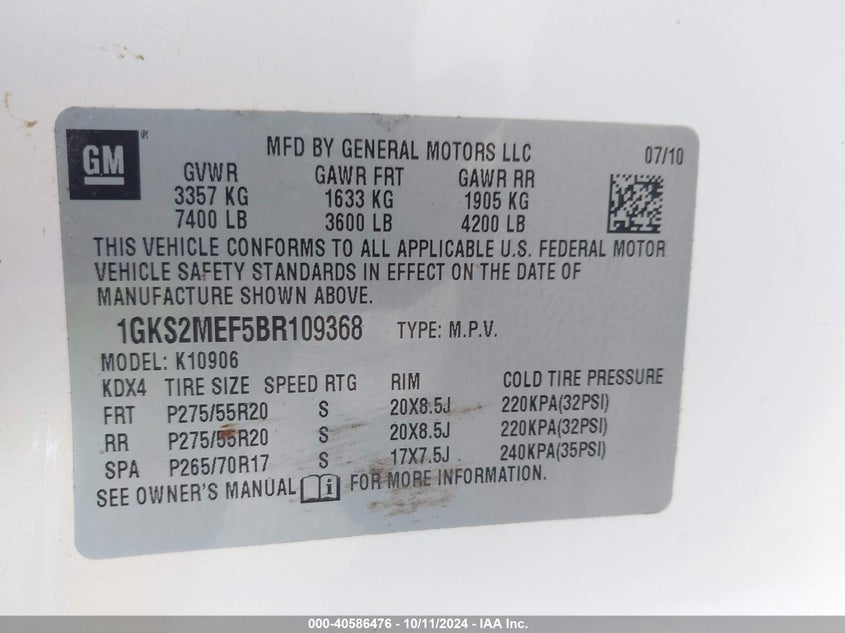 GM®
MFD BY GENERAL MOTORS LLC
07/10
GVWR GAWR FRT GAWR RR
3357 KG 1633 KG 1905 KG
7400 LB 3600 LB 4200 LB
THIS VEHICLE CONFORMS TO ALL APPLICABLE U.S. FEDERAL MOTOR
VEHICLE SAFETY STANDARDS IN EFFECT ON THE DATE OF
MANUFACTURE SHOWN ABOVE.
1GKS2MEF5BR109368 TYPE: M.P.V.
MODEL: K10906
KDX4 TIRE SIZE SPEED RTG RIM COLD TIRE PRESSURE
FRT P275/55R20 S 20X8.5J 220KPA(32PSI)
RR P275/55R20 S 20X8.5J 220KPA(32PSI)
SPA P265/70R17 S 17X7.5J 240KPA(35PSI)
SEE OWNER'S MANUAL i FOR MORE INFORMATION.
000-40586476 - 10/11/2024 - IAA Inc.